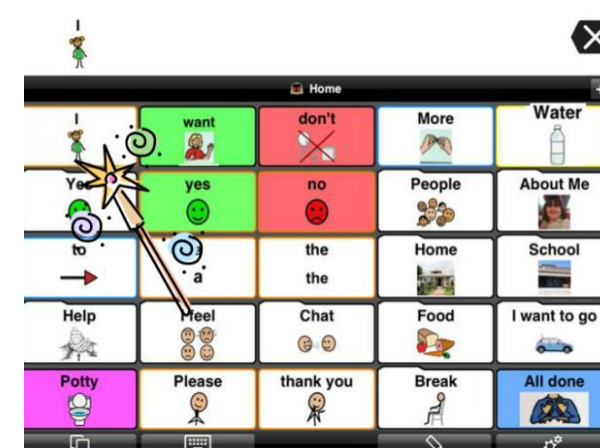 I
Home
I want don't More Water
Yes yes no People About Me
to a the Home School
a the
Help I feel Chat Food I want to go
Potty Please thank you Break All done